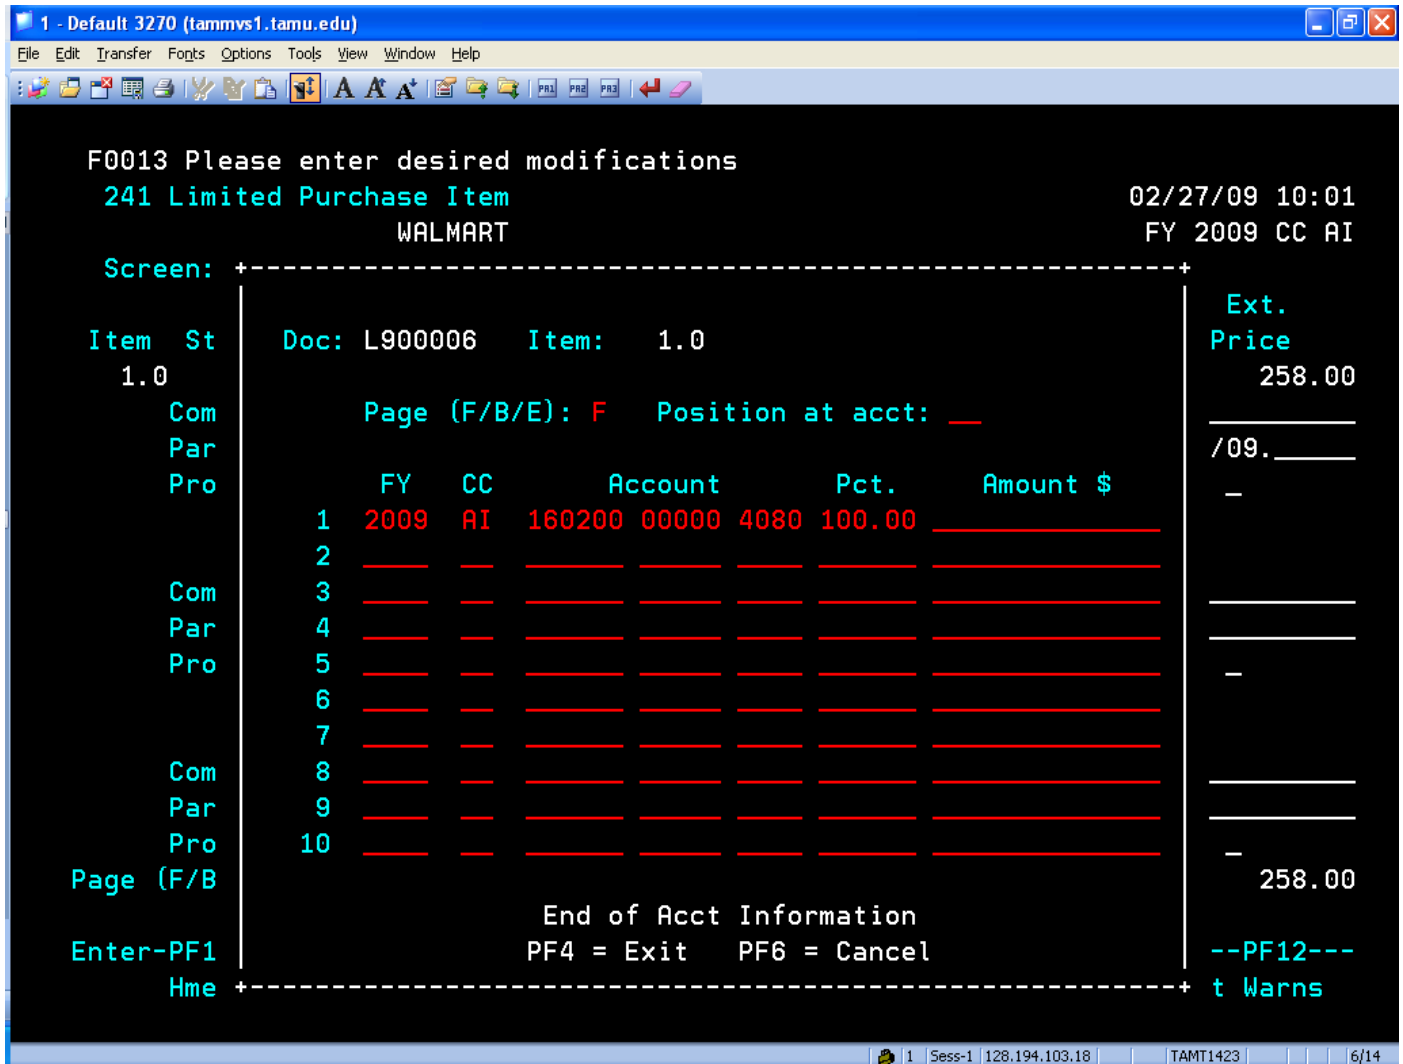 1 - Default 3270 (tammvs1.tamu.edu)
File Edit Transfer Fonts Options Tools View Window Help
PR1 PR2 PR3
F0013 Please enter desired modifications
241 Limited Purchase Item 02/27/09 10:01
WALMART FY 2009 CC AI
Screen:
Ext.
Item St Doc: L900006 Item: 1.0 Price
1.0 258.00
Com Page (F/B/E): F Position at acct: __
Par /09._____
Pro FY CC Account Pct. Amount $ _
1 2009 AI 160200 00000 4080 100.00
2
Com 3
Par 4
Pro 5
6
7
Com 8
Par 9
Pro 10
Page (F/B 258.00
End of Acct Information
Enter-PF1 PF4 = Exit PF6 = Cancel --PF12---
Hme t Warns
1 Sess-1 128.194.103.18 TAMT1423 6/14